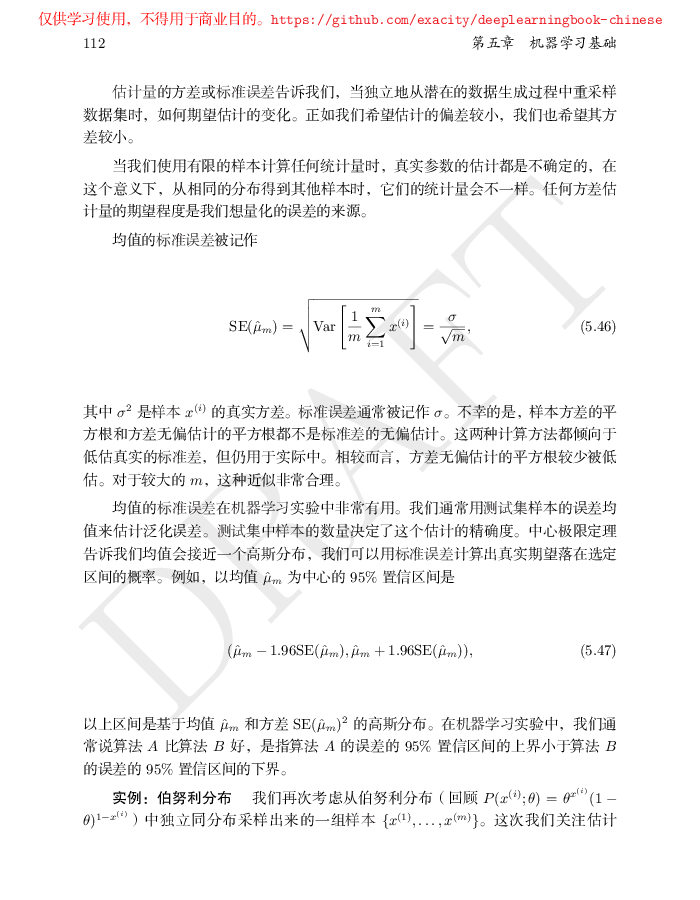 仅供学习使用，不得用于商业目的。https://github.com/exacity/deeplearningbook-chinese
112 第五章 机器学习基础
估计量的方差或标准误差告诉我们，当独立地从潜在的数据生成过程中重采样
数据集时，如何期望估计的变化。正如我们希望估计的偏差较小，我们也希望其方
差较小。
当我们使用有限的样本计算任何统计量时，真实参数的估计都是不确定的，在
这个意义下，从相同的分布得到其他样本时，它们的统计量会不一样。任何方差估
计量的期望程度是我们想量化的误差的来源。
均值的标准误差被记作
$\mathrm{SE}(\hat{\mu}_m) = \sqrt{\mathrm{Var}\left[\frac{1}{m}\sum_{i=1}^{m} x^{(i)}\right]} = \frac{\sigma}{\sqrt{m}},$ (5.46)
其中 σ² 是样本 $x^{(i)}$ 的真实方差。标准误差通常被记作 σ。不幸的是，样本方差的平
方根和方差无偏估计的平方根都不是标准差的无偏估计。这两种计算方法都倾向于
低估真实的标准差，但仍用于实际中。相较而言，方差无偏估计的平方根较少被低
估。对于较大的 m，这种近似非常合理。
均值的标准误差在机器学习实验中非常有用。我们通常用测试集样本的误差均
值来估计泛化误差。测试集中样本的数量决定了这个估计的精确度。中心极限定理
告诉我们均值会接近一个高斯分布，我们可以用标准误差计算出真实期望落在选定
区间的概率。例如，以均值 $\hat{\mu}_m$ 为中心的 95% 置信区间是
$(\hat{\mu}_m - 1.96\mathrm{SE}(\hat{\mu}_m), \hat{\mu}_m + 1.96\mathrm{SE}(\hat{\mu}_m)),$ (5.47)
以上区间是基于均值 $\hat{\mu}_m$ 和方差 $\mathrm{SE}(\hat{\mu}_m)^2$ 的高斯分布。在机器学习实验中，我们通
常说算法 A 比算法 B 好，是指算法 A 的误差的 95% 置信区间的上界小于算法 B
的误差的 95% 置信区间的下界。
实例：伯努利分布 我们再次考虑从伯努利分布（回顾 $P(x^{(i)}; \theta) = \theta^{x^{(i)}}(1 -$
$\theta)^{1-x^{(i)}}$）中独立同分布采样出来的一组样本 $\{x^{(1)}, \ldots, x^{(m)}\}$。这次我们关注估计
DRAFT